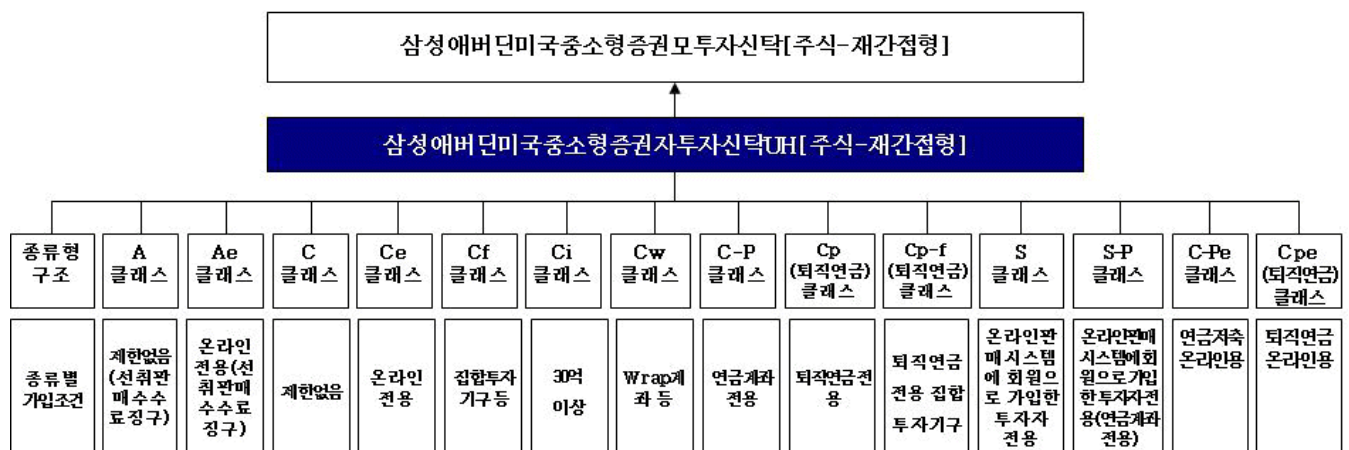 삼성애버딘미국중소형증권모투자신탁[주식-재간접형]
삼성애버딘미국중소형증권자투자신탁UH[주식-재간접형]
종류형
구조
A
클래스
Ae
클래스
C
클래스
Ce
클래스
Cf
클래스
Ci
클래스
Cw
클래스
C-P
클래스
Cp
(퇴직연금)
클래스
Cp-f
(퇴직연금)
클래스
S
클래스
S-P
클래스
C-Pe
클래스
Cpe
(퇴직연금)
클래스
종류별
가입조건
제한없음
(선취판
매수수
료징구)
온라인
전용(선
취판매
수수료
징구)
제한없음
온라인
전용
집합투자
기구등
30억
이상
Wrap계
좌 등
연금계좌
전용
퇴직연금전
용
퇴직연금
전용 집합
투자기구
온라인판
매시스템
에 회원으
로 가입한
투자자
전용
온라인판매
시스템에회
원으로가입
한투자자전
용(연금계좌
전용)
연금저축
온라인용
퇴직연금
온라인용